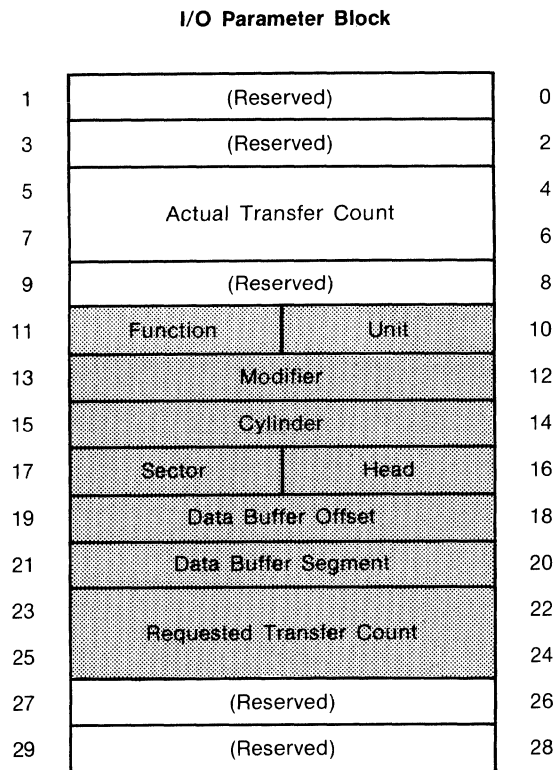 I/O Parameter Block
1 (Reserved) 0
3 (Reserved) 2
5 4
Actual Transfer Count
7 6
9 (Reserved) 8
11 Function Unit 10
13 Modifier 12
15 Cylinder 14
17 Sector Head 16
19 Data Buffer Offset 18
21 Data Buffer Segment 20
23 22
Requested Transfer Count
25 24
27 (Reserved) 26
29 (Reserved) 28